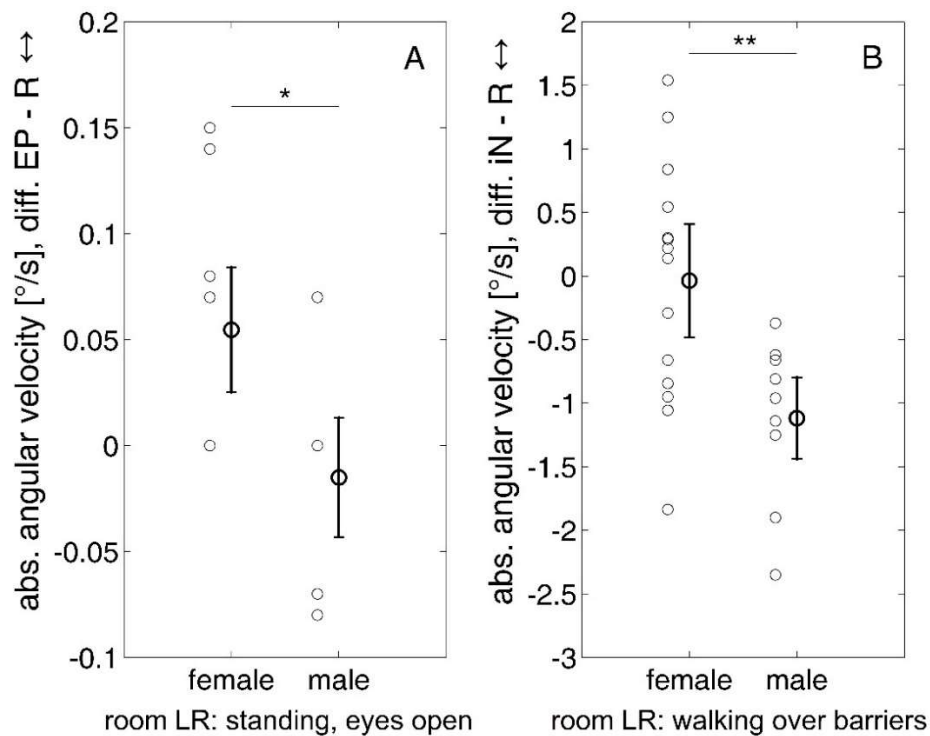 abs. angular velocity [°/s], diff. EP - R ↔
0.2
0.15
0.1
0.05
0
-0.05
-0.1
A
*
female male
room LR: standing, eyes open
abs. angular velocity [°/s], diff. iN - R ↔
2
1.5
1
0.5
0
-0.5
-1
-1.5
-2
-2.5
-3
B
**
female male
room LR: walking over barriers